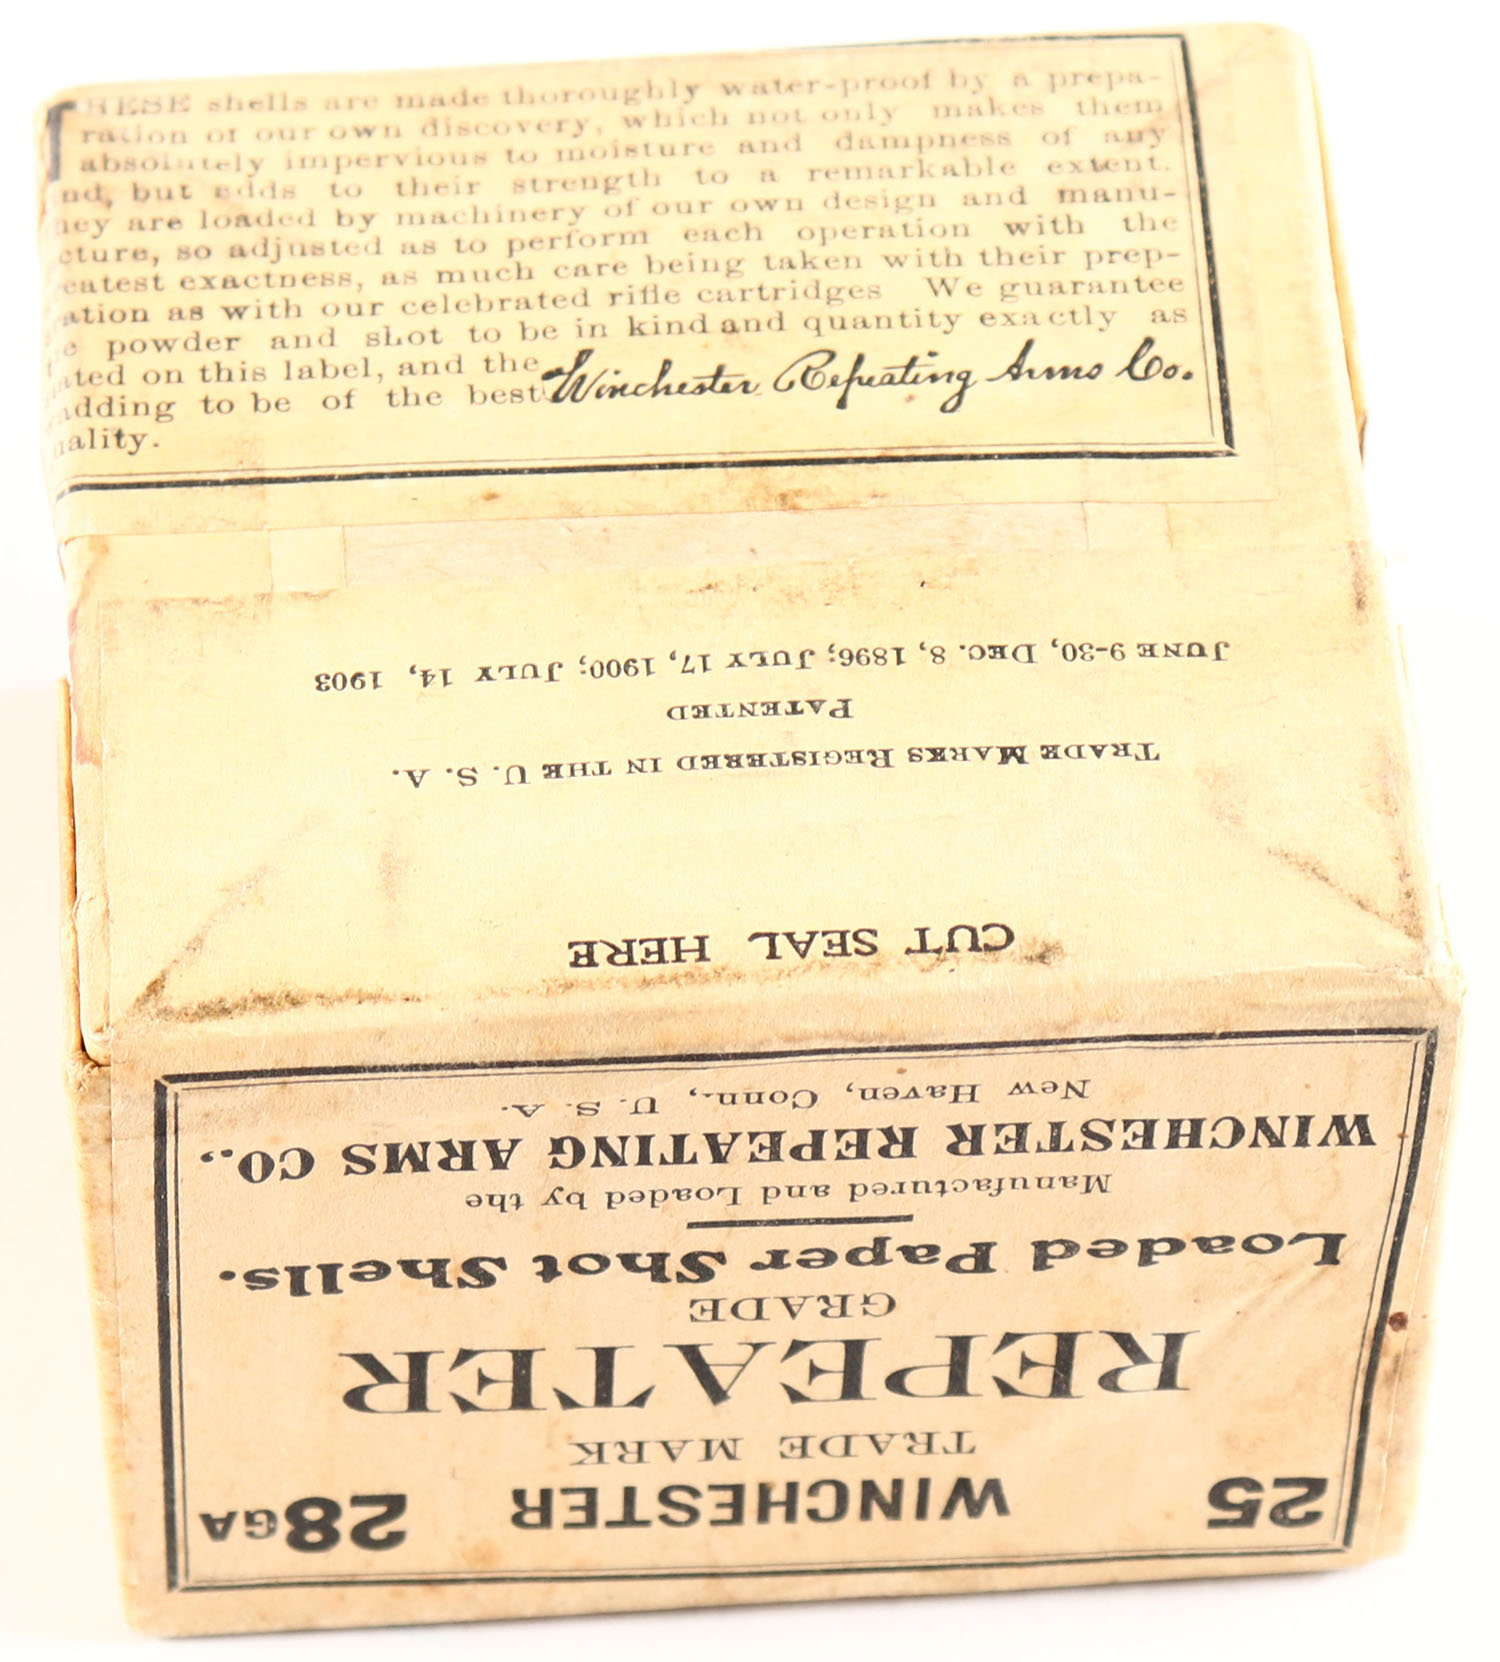 THESE shells are made thoroughly water-proof by a prepa-
ration of our own discovery, which not only makes them
absolutely impervious to moisture and dampness of any
nd, but adds to their strength to a remarkable extent.
hey are loaded by machinery of our own design and manu-
cture, so adjusted as to perform each operation with the
eatest exactness, as much care being taken with their prep-
ation as with our celebrated rifle cartridges We guarantee
e powder and shot to be in kind and quantity exactly as
ated on this label, and the
adding to be of the best
uality.
Winchester Repeating Arms Co.
CUT SEAL HERE
TRADE MARKS REGISTERED IN THE U. S. A.
PATENTED
JUNE 9-30, DEC. 8, 1896; JULY 17, 1900; JULY 14, 1903
25 WINCHESTER 28GA
TRADE MARK
REPEATER
GRADE
Loaded Paper Shot Shells.
Manufactured and Loaded by the
WINCHESTER REPEATING ARMS CO.,
New Haven, Conn., U. S. A.